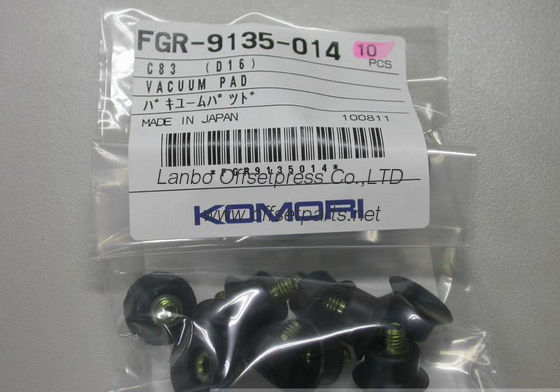 FGR-9135-014 10 PCS
C83 (D16)
VACUUM PAD
バキュームパッド
MADE IN JAPAN 100811
*FGR9135014*
Lanbo Offsetpress Co.,LTD
KOMORI
www.offsetparts.net